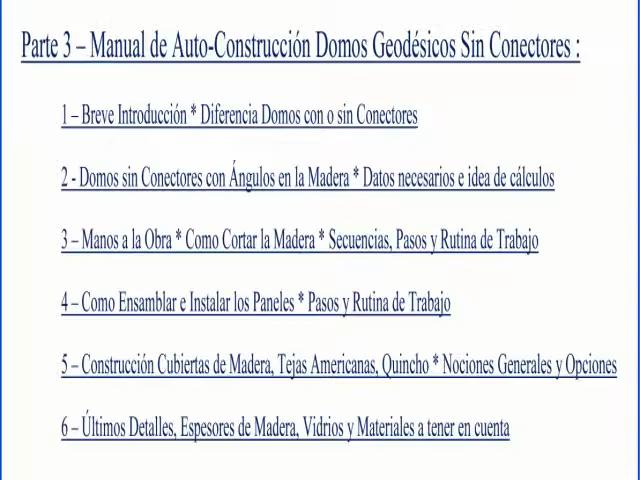 Parte 3 – Manual de Auto-Construcción Domos Geodésicos Sin Conectores :
1 – Breve Introducción * Diferencia Domos con o sin Conectores
2 - Domos sin Conectores con Ángulos en la Madera * Datos necesarios e idea de cálculos
3 – Manos a la Obra * Como Cortar la Madera * Secuencias, Pasos y Rutina de Trabajo
4 – Como Ensamblar e Instalar los Paneles * Pasos y Rutina de Trabajo
5 – Construcción Cubiertas de Madera, Tejas Americanas, Quincho * Nociones Generales y Opciones
6 – Últimos Detalles, Espesores de Madera, Vidrios y Materiales a tener en cuenta